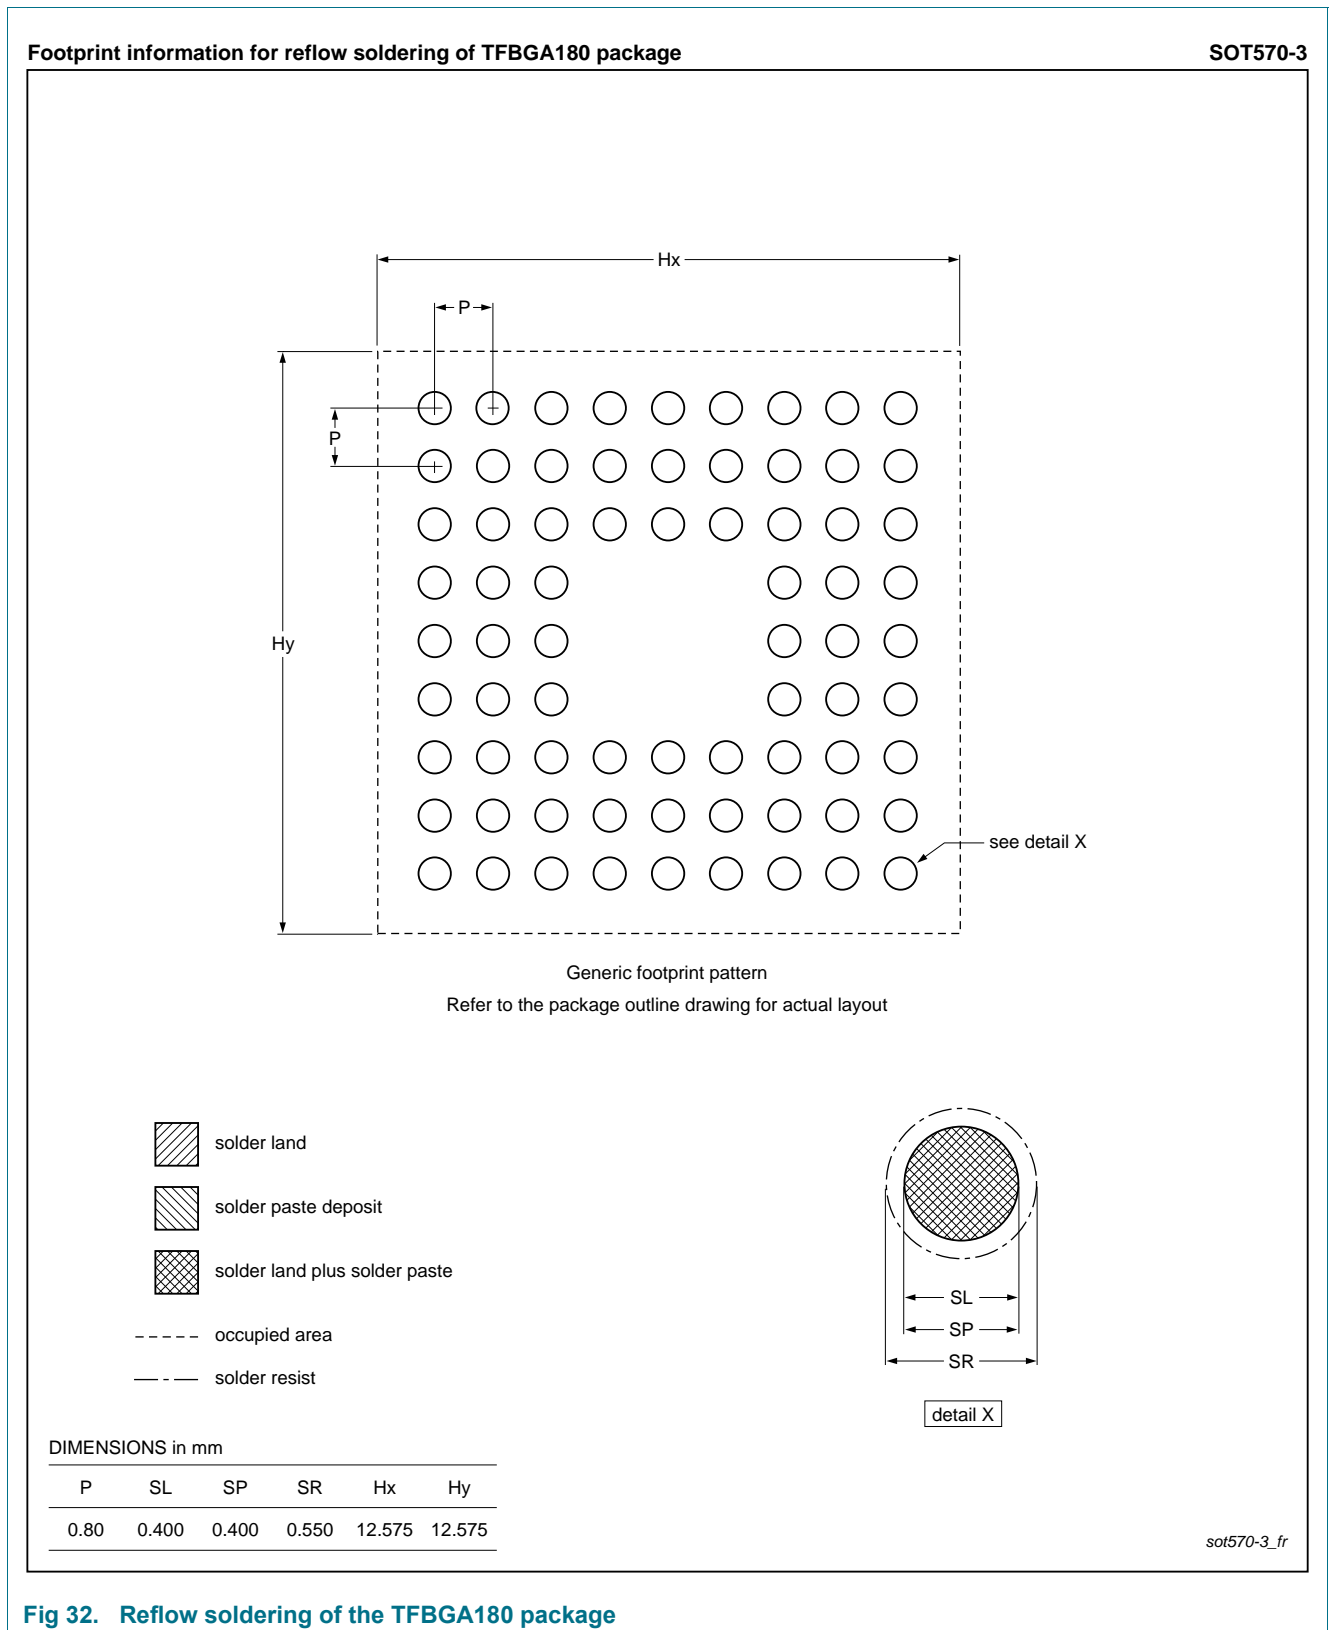 Footprint information for reflow soldering of TFBGA180 package SOT570-3
Hx
P
P
Hy
see detail X
Generic footprint pattern
Refer to the package outline drawing for actual layout
solder land
solder paste deposit
solder land plus solder paste
occupied area
solder resist
SL
SP
SR
detail X
DIMENSIONS in mm
P SL SP SR Hx Hy
0.80 0.400 0.400 0.550 12.575 12.575
sot570-3_fr
Fig 32. Reflow soldering of the TFBGA180 package